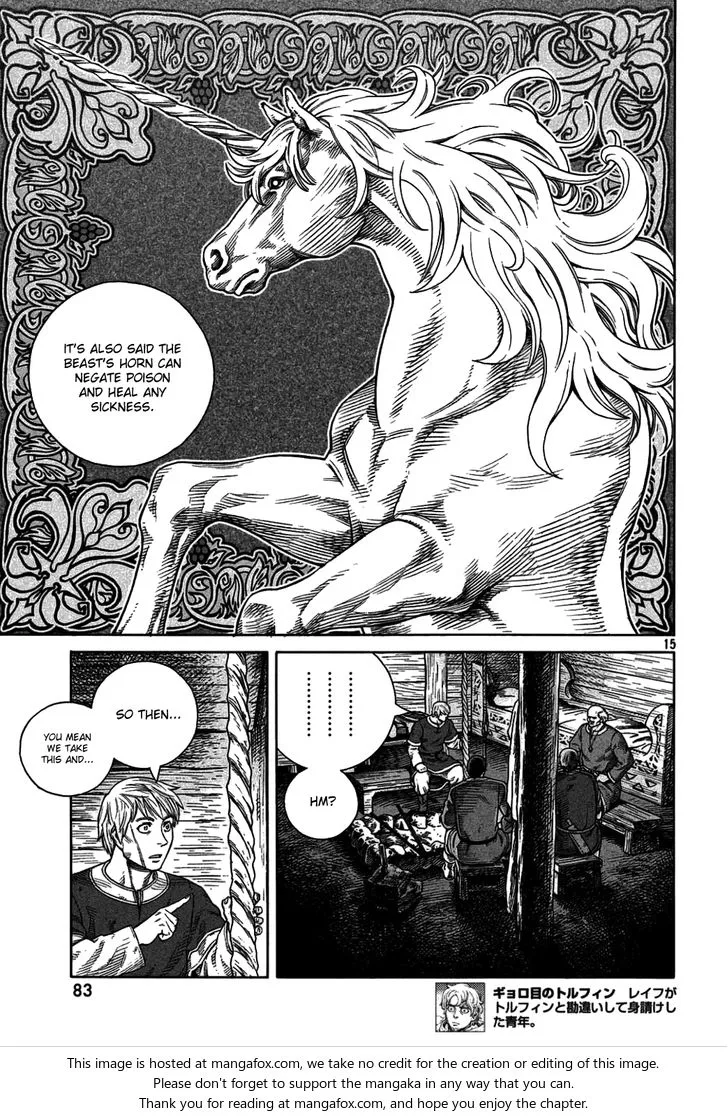 IT'S ALSO SAID THE
BEAST'S HORN CAN
NEGATE POISON
AND HEAL ANY
SICKNESS.
15
HM?
SO THEN...
YOU MEAN
WE TAKE
THIS AND...
83
ギョロ目のトルフィン レイフが
トルフィンと勘違いして身請けし
た青年。
This image is hosted at mangafox.com, we take no credit for the creation or editing of this image.
Please don't forget to support the mangaka in any way that you can.
Thank you for reading at mangafox.com, and hope you enjoy the chapter.